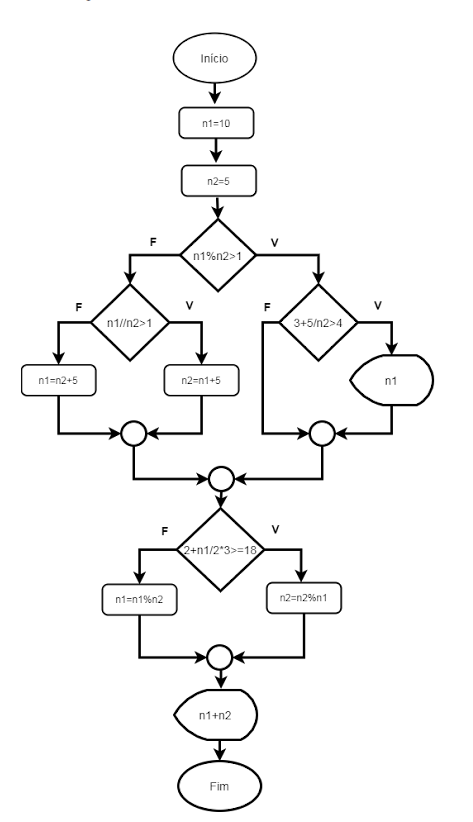 Início
n1=10
n2=5
F
n1%n2>1
V
F
n1//n2>1
V
F
3+5/n2>4
V
n1=n2+5
n2=n1+5
n1
F
2+n1/2*3>=18
V
n1=n1%n2
n2=n2%n1
n1+n2
Fim